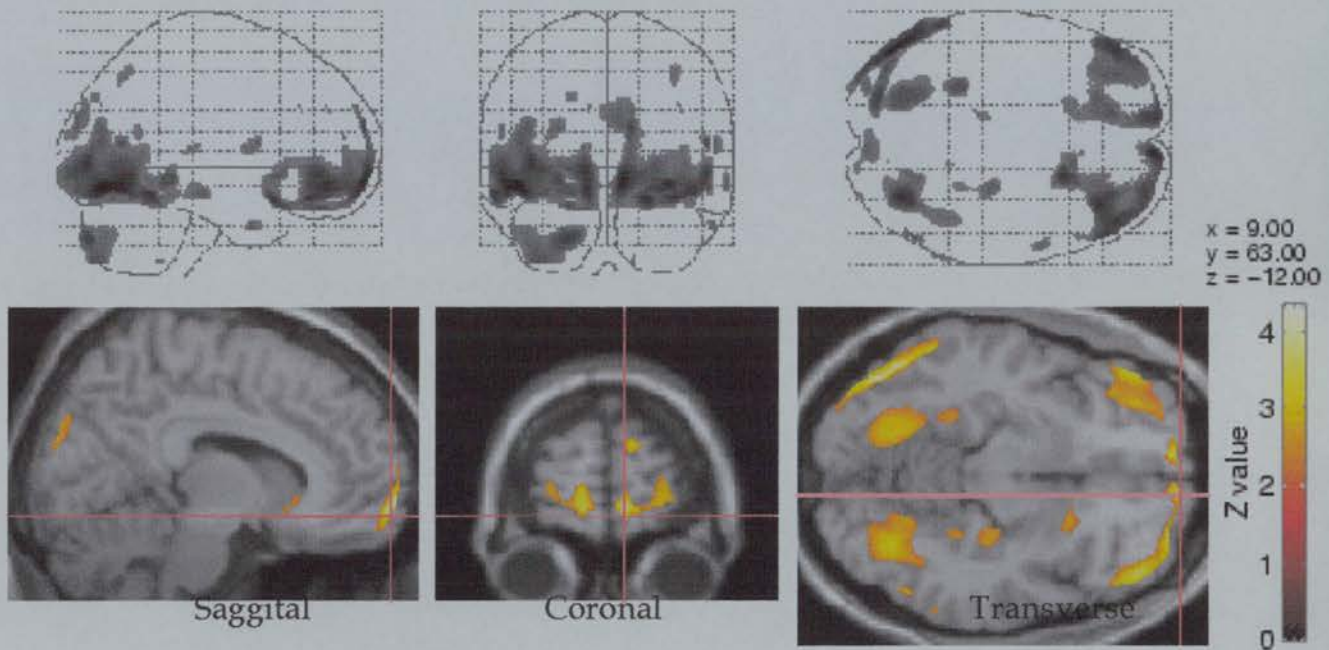 x = 9.00
y = 63.00
z = -12.00
4
3
2
1
0
Z value
Saggital
Coronal
Transverse